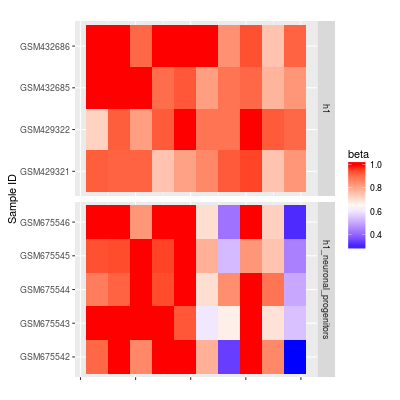 Sample ID
GSM432686
GSM432685
GSM429322
GSM429321
h1
GSM675546
GSM675545
GSM675544
GSM675543
GSM675542
h1_neuronal_progenitors
beta
1.0
0.8
0.6
0.4